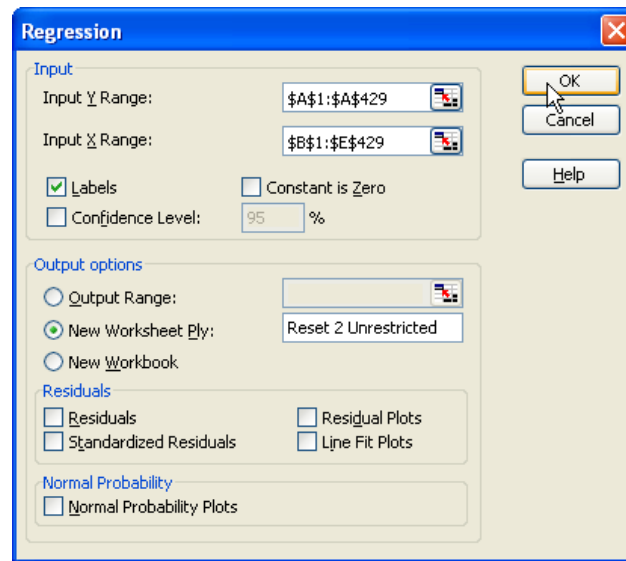 Regression
Input
Input Y Range:
$A$1:$A$429
Input X Range:
$B$1:$E$429
Labels
Constant is Zero
Confidence Level:
95
%
OK
Cancel
Help
Output options
Output Range:
New Worksheet Ply:
Reset 2 Unrestricted
New Workbook
Residuals
Residuals
Residual Plots
Standardized Residuals
Line Fit Plots
Normal Probability
Normal Probability Plots